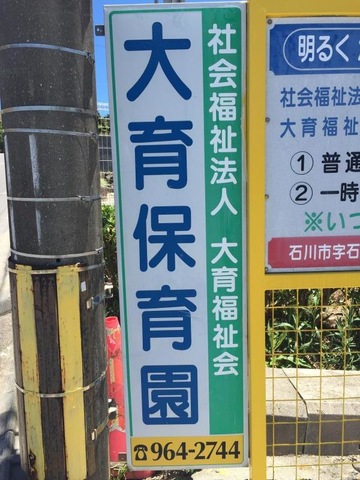 大育保育園
社会福祉法人 大育福祉会
☎964-2744
明るく
社会福祉法
大育福祉
① 普通
② 一時
※いつ
石川市字石